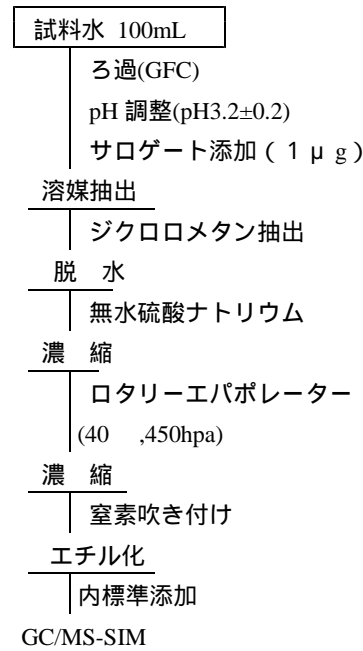 試料水 100mL
ろ過(GFC)
pH 調整(pH3.2±0.2)
サロゲート添加(１μg)
溶媒抽出
ジクロロメタン抽出
脱 水
無水硫酸ナトリウム
濃 縮
ロタリーエパポレーター
(40 ,450hpa)
濃 縮
窒素吹き付け
エチル化
内標準添加
GC/MS-SIM